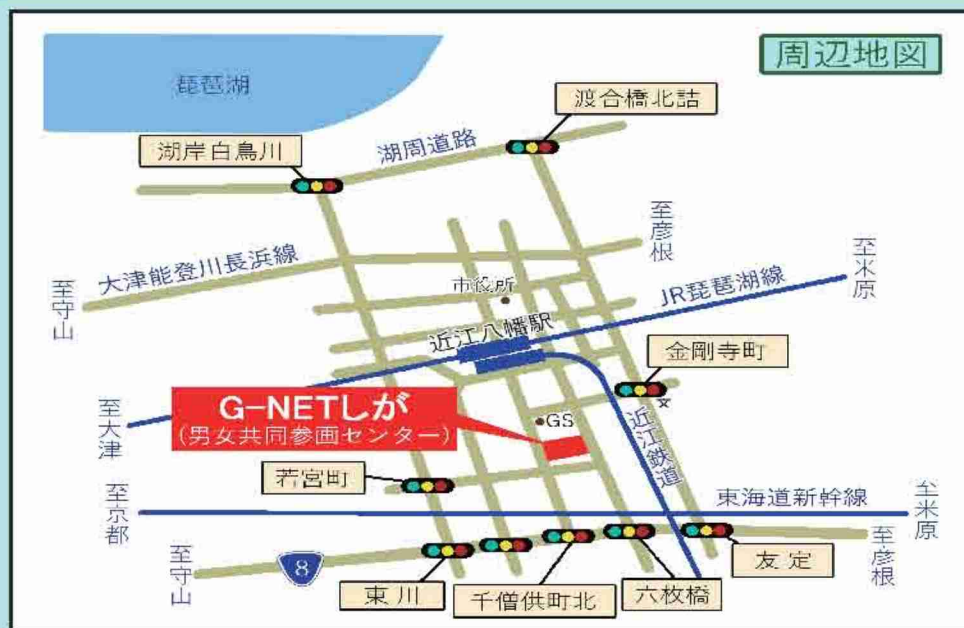 周辺地図
琵琶湖
渡合橋北詰
湖岸白鳥川
湖周道路
至彦根
至米原
大津能登川長浜線
至守山
市役所
JR琵琶湖線
近江八幡駅
金剛寺町
G-NETしが
(男女共同参画センター)
GS
至大津
近江鉄道
若宮町
東海道新幹線
至京都
至米原
至守山
8
東川
千僧供町北
六枚橋
友定
至彦根